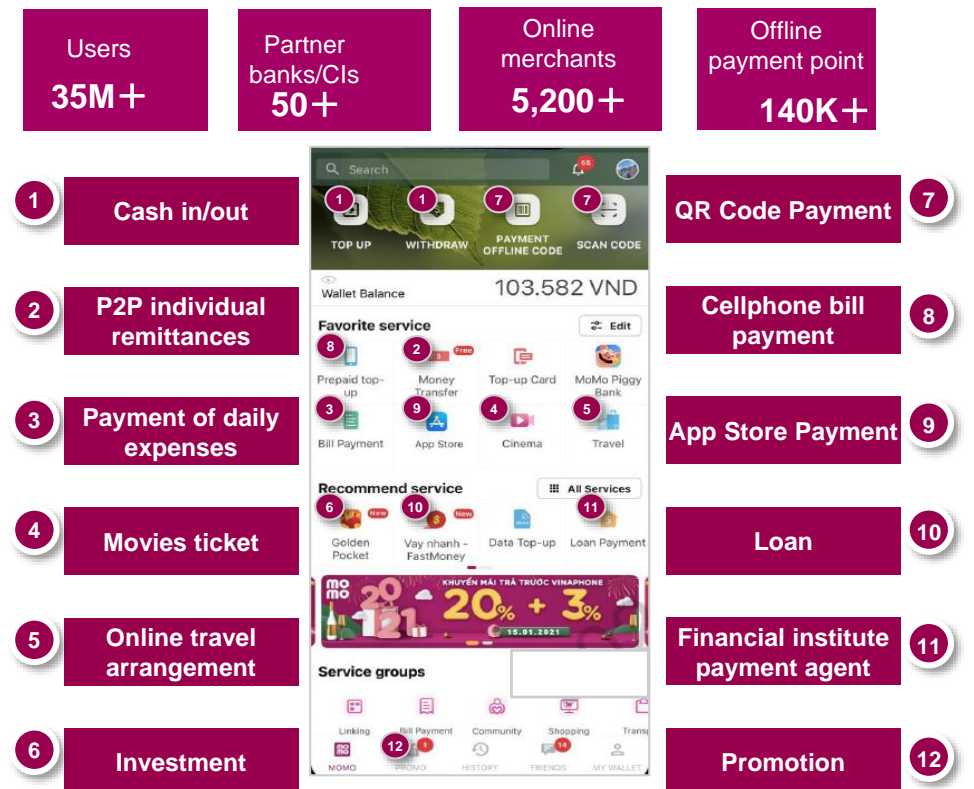 Users
35M+
Partner
banks/CIs
50+
Online
merchants
5,200+
Offline
payment point
140K+
1
Cash in/out
2
P2P individual
remittances
3
Payment of daily
expenses
4
Movies ticket
5
Online travel
arrangement
6
Investment
Search
55
1
1
7
7
TOP UP
WITHDRAW
PAYMENT
OFFLINE CODE
SCAN CODE
Wallet Balance
103.582 VND
Favorite service
Edit
8
2
Free
Prepaid top-
up
Money
Transfer
Top-up Card
MoMo Piggy
Bank
3
9
4
5
Bill Payment
App Store
Cinema
Travel
Recommend service
All Services
6
New
10
New
11
Golden
Pocket
Vay nhanh -
FastMoney
Data Top-up
Loan Payment
mo
mo
20
121
KHUYẾN MÃI TRẢ TRƯỚC VINAPHONE
20% + 3%
15.01.2021
Service groups
Linking
Bill Payment
Community
Shopping
Trans
12
1
14
MOMO
PROMO
HISTORY
FRIENDS
MY WALLET
QR Code Payment
7
Cellphone bill
payment
8
App Store Payment
9
Loan
10
Financial institute
payment agent
11
Promotion
12